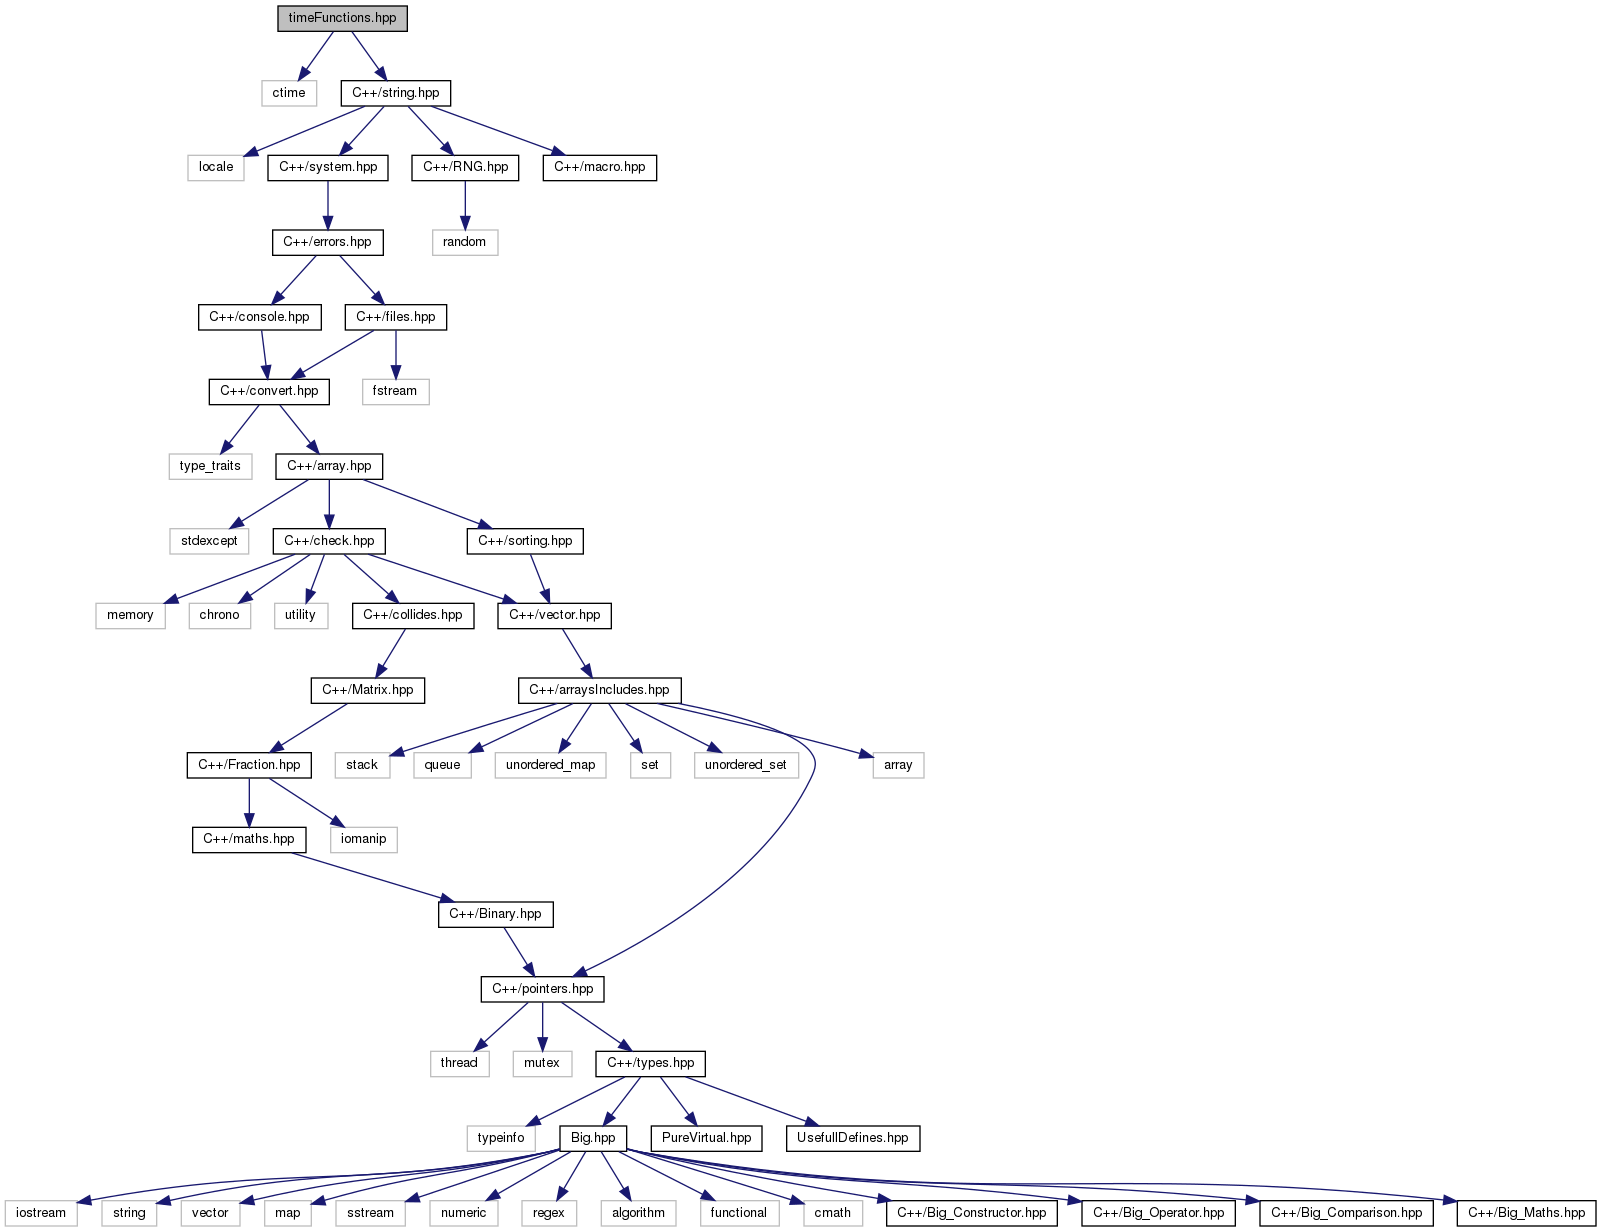 timeFunctions.hpp
ctime
C++/string.hpp
locale
C++/system.hpp
C++/RNG.hpp
C++/macro.hpp
C++/errors.hpp
random
C++/console.hpp
C++/files.hpp
C++/convert.hpp
fstream
type_traits
C++/array.hpp
stdexcept
C++/check.hpp
C++/sorting.hpp
memory
chrono
utility
C++/collides.hpp
C++/vector.hpp
C++/Matrix.hpp
C++/arraysIncludes.hpp
C++/Fraction.hpp
stack
queue
unordered_map
set
unordered_set
array
C++/maths.hpp
iomanip
C++/Binary.hpp
C++/pointers.hpp
thread
mutex
C++/types.hpp
typeinfo
Big.hpp
PureVirtual.hpp
UsefullDefines.hpp
iostream
string
vector
map
sstream
numeric
regex
algorithm
functional
cmath
C++/Big_Constructor.hpp
C++/Big_Operator.hpp
C++/Big_Comparison.hpp
C++/Big_Maths.hpp